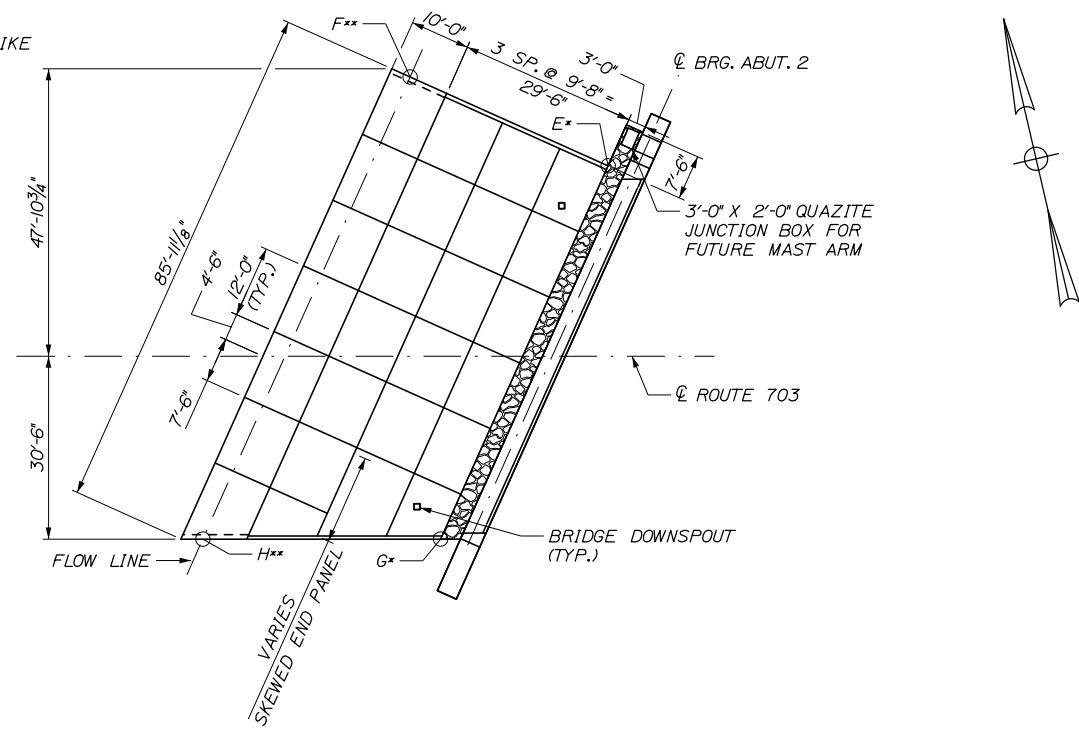 IKE
F**
10'-0"
3 SP. @ 9'-8" =
29'-6"
3'-0"
℄ BRG. ABUT. 2
E*
7'-6"
3'-0" X 2'-0" QUAZITE
JUNCTION BOX FOR
FUTURE MAST ARM
47'-10¾"
85'-11⅛"
4'-6"
12'-0"
(TYP.)
7'-6"
℄ ROUTE 703
30'-6"
BRIDGE DOWNSPOUT
(TYP.)
FLOW LINE
H**
G*
VARIES
SKEWED END PANEL